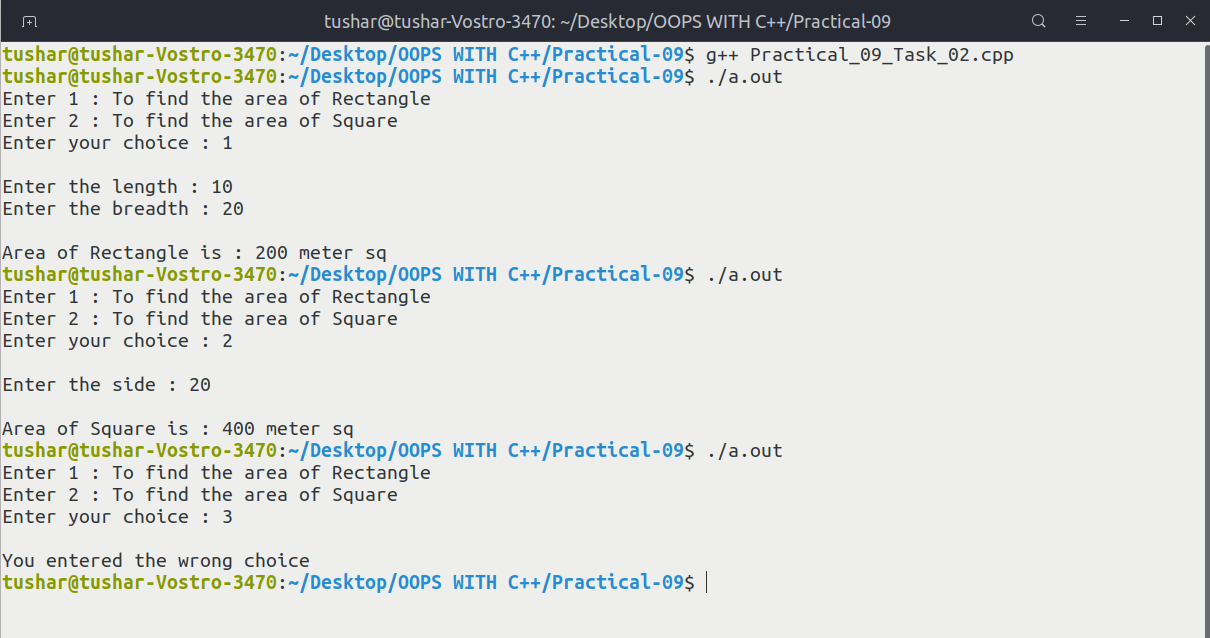 tushar@tushar-Vostro-3470: ~/Desktop/OOPS WITH C++/Practical-09
tushar@tushar-Vostro-3470:~/Desktop/OOPS WITH C++/Practical-09$ g++ Practical_09_Task_02.cpp
tushar@tushar-Vostro-3470:~/Desktop/OOPS WITH C++/Practical-09$ ./a.out
Enter 1 : To find the area of Rectangle
Enter 2 : To find the area of Square
Enter your choice : 1
Enter the length : 10
Enter the breadth : 20
Area of Rectangle is : 200 meter sq
tushar@tushar-Vostro-3470:~/Desktop/OOPS WITH C++/Practical-09$ ./a.out
Enter 1 : To find the area of Rectangle
Enter 2 : To find the area of Square
Enter your choice : 2
Enter the side : 20
Area of Square is : 400 meter sq
tushar@tushar-Vostro-3470:~/Desktop/OOPS WITH C++/Practical-09$ ./a.out
Enter 1 : To find the area of Rectangle
Enter 2 : To find the area of Square
Enter your choice : 3
You entered the wrong choice
tushar@tushar-Vostro-3470:~/Desktop/OOPS WITH C++/Practical-09$